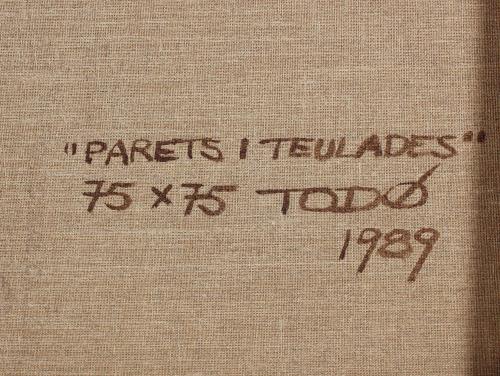 "PARETS I TEULADES"
75 x 75 TODÓ
1989